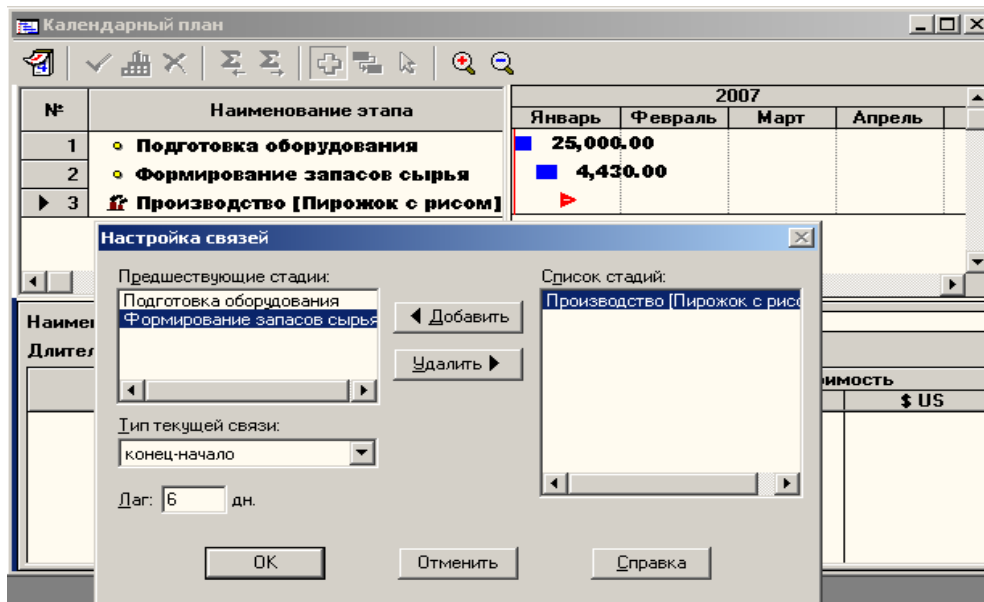 Календарный план
№ Наименование этапа 2007
Январь Февраль Март Апрель
1 Подготовка оборудования 25,000.00
2 Формирование запасов сырья 4,430.00
3 Производство [Пирожок с рисом]
Настройка связей
Предшествующие стадии: Список стадий:
Подготовка оборудования
Формирование запасов сырья
Производство [Пирожок с рисо
Добавить
Удалить
Наимен
Длител
имость
$ US
Тип текущей связи:
конец-начало
Лаг: 6 дн.
OK Отменить Справка